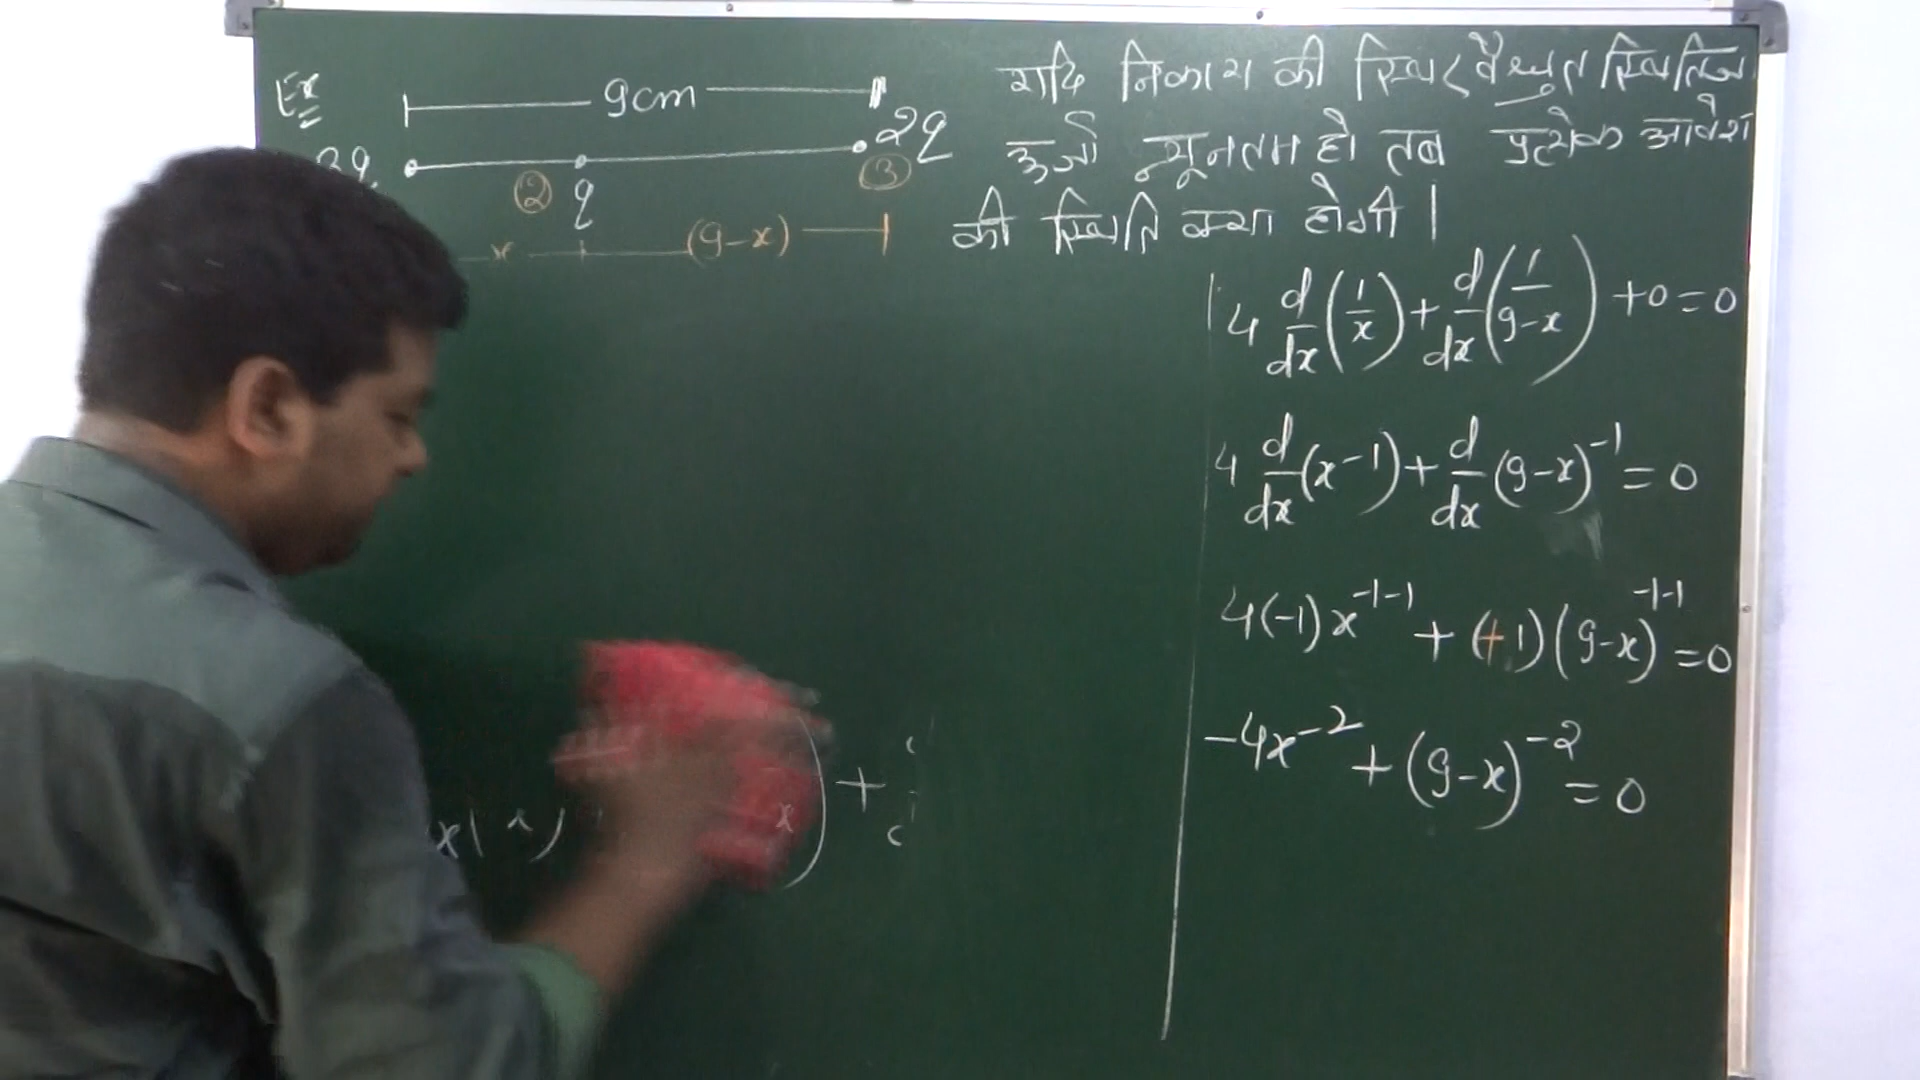 Ex
9cm
2q
② q ③
x (9-x)
यदि निकाय की स्थिर वैद्युत स्थितिज
ऊर्जा न्यूनतम हो तब प्रत्येक आवेश
की स्थिति क्या होगी |
4 d/dx (1/x) + d/dx (1/9-x) + 0 = 0
4 d/dx (x-1) + d/dx (9-x)⁻¹ = 0
4(-1)x⁻¹⁻¹ + (+1)(9-x)⁻¹⁻¹ = 0
-4x⁻² + (9-x)⁻² = 0